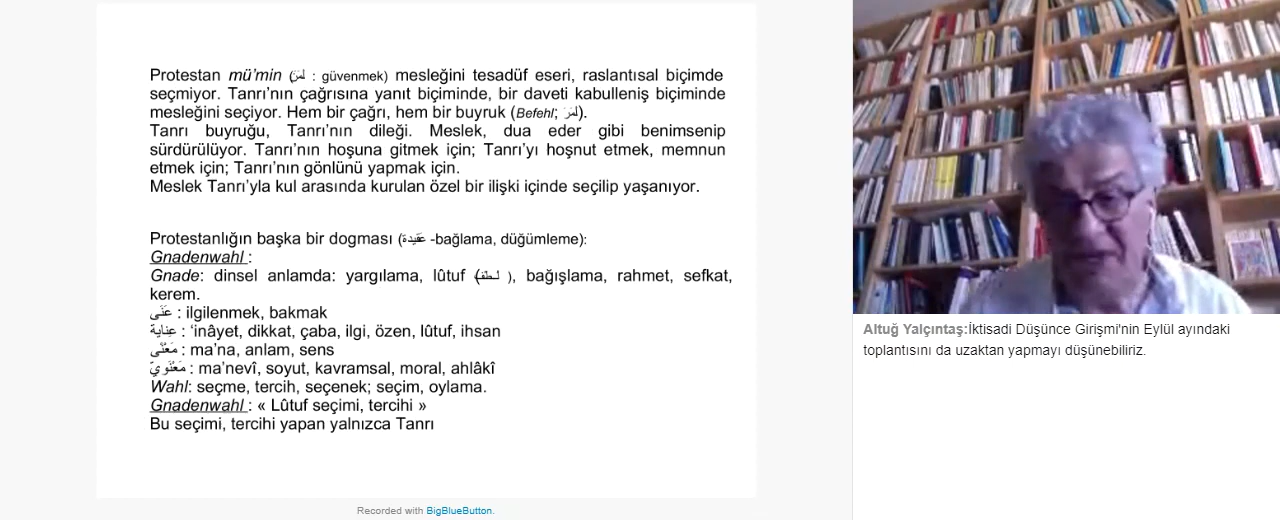 Protestan mü'min ( : güvenmek) mesleğini tesadüf eseri, raslantısal biçimde
seçmiyor. Tanrı'nın çağrısına yanıt biçiminde, bir daveti kabulleniş biçiminde
mesleğini seçiyor. Hem bir çağrı, hem bir buyruk (Befehl; ).
Tanrı buyruğu, Tanrı'nın dileği. Meslek, dua eder gibi benimsenip
sürdürülüyor. Tanrı'nın hoşuna gitmek için; Tanrı'yı hoşnut etmek, memnun
etmek için; Tanrı'nın gönlünü yapmak için.
Meslek Tanrı'yla kul arasında kurulan özel bir ilişki içinde seçilip yaşanıyor.
Protestanlığın başka bir dogması (عَقيدة -bağlama, düğümleme):
Gnadenwahl :
Gnade: dinsel anlamda: yargılama, lûtuf ( ), bağışlama, rahmet, sefkat,
kerem.
عَنَى : ilgilenmek, bakmak
عِناية : 'inâyet, dikkat, çaba, ilgi, özen, lûtuf, ihsan
مَعْنَى : ma'na, anlam, sens
مَعْنَوِيّ : ma'nevî, soyut, kavramsal, moral, ahlâkî
Wahl: seçme, tercih, seçenek; seçim, oylama.
Gnadenwahl : « Lûtuf seçimi, tercihi »
Bu seçimi, tercihi yapan yalnızca Tanrı
Recorded with BigBlueButton.
Altuğ Yalçıntaş:İktisadi Düşünce Girişmi'nin Eylül ayındaki
toplantısını da uzaktan yapmayı düşünebiliriz.